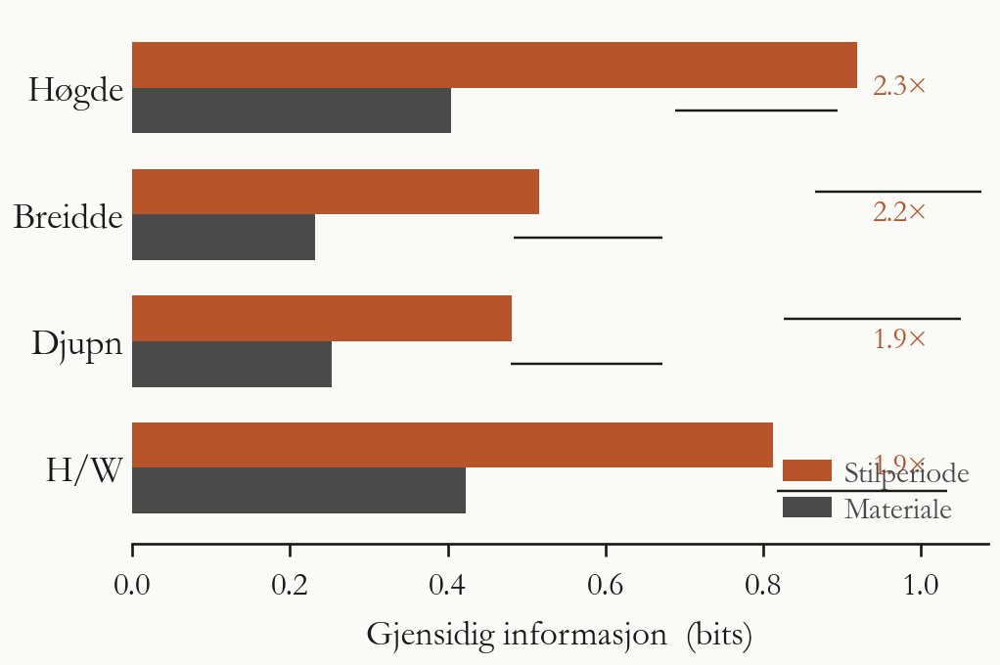 Høgde
2.3×
Breidde
2.2×
Djupn
1.9×
H/W
1.9×
Stilperiode
Materiale
0.0 0.2 0.4 0.6 0.8 1.0
Gjensidig informasjon (bits)